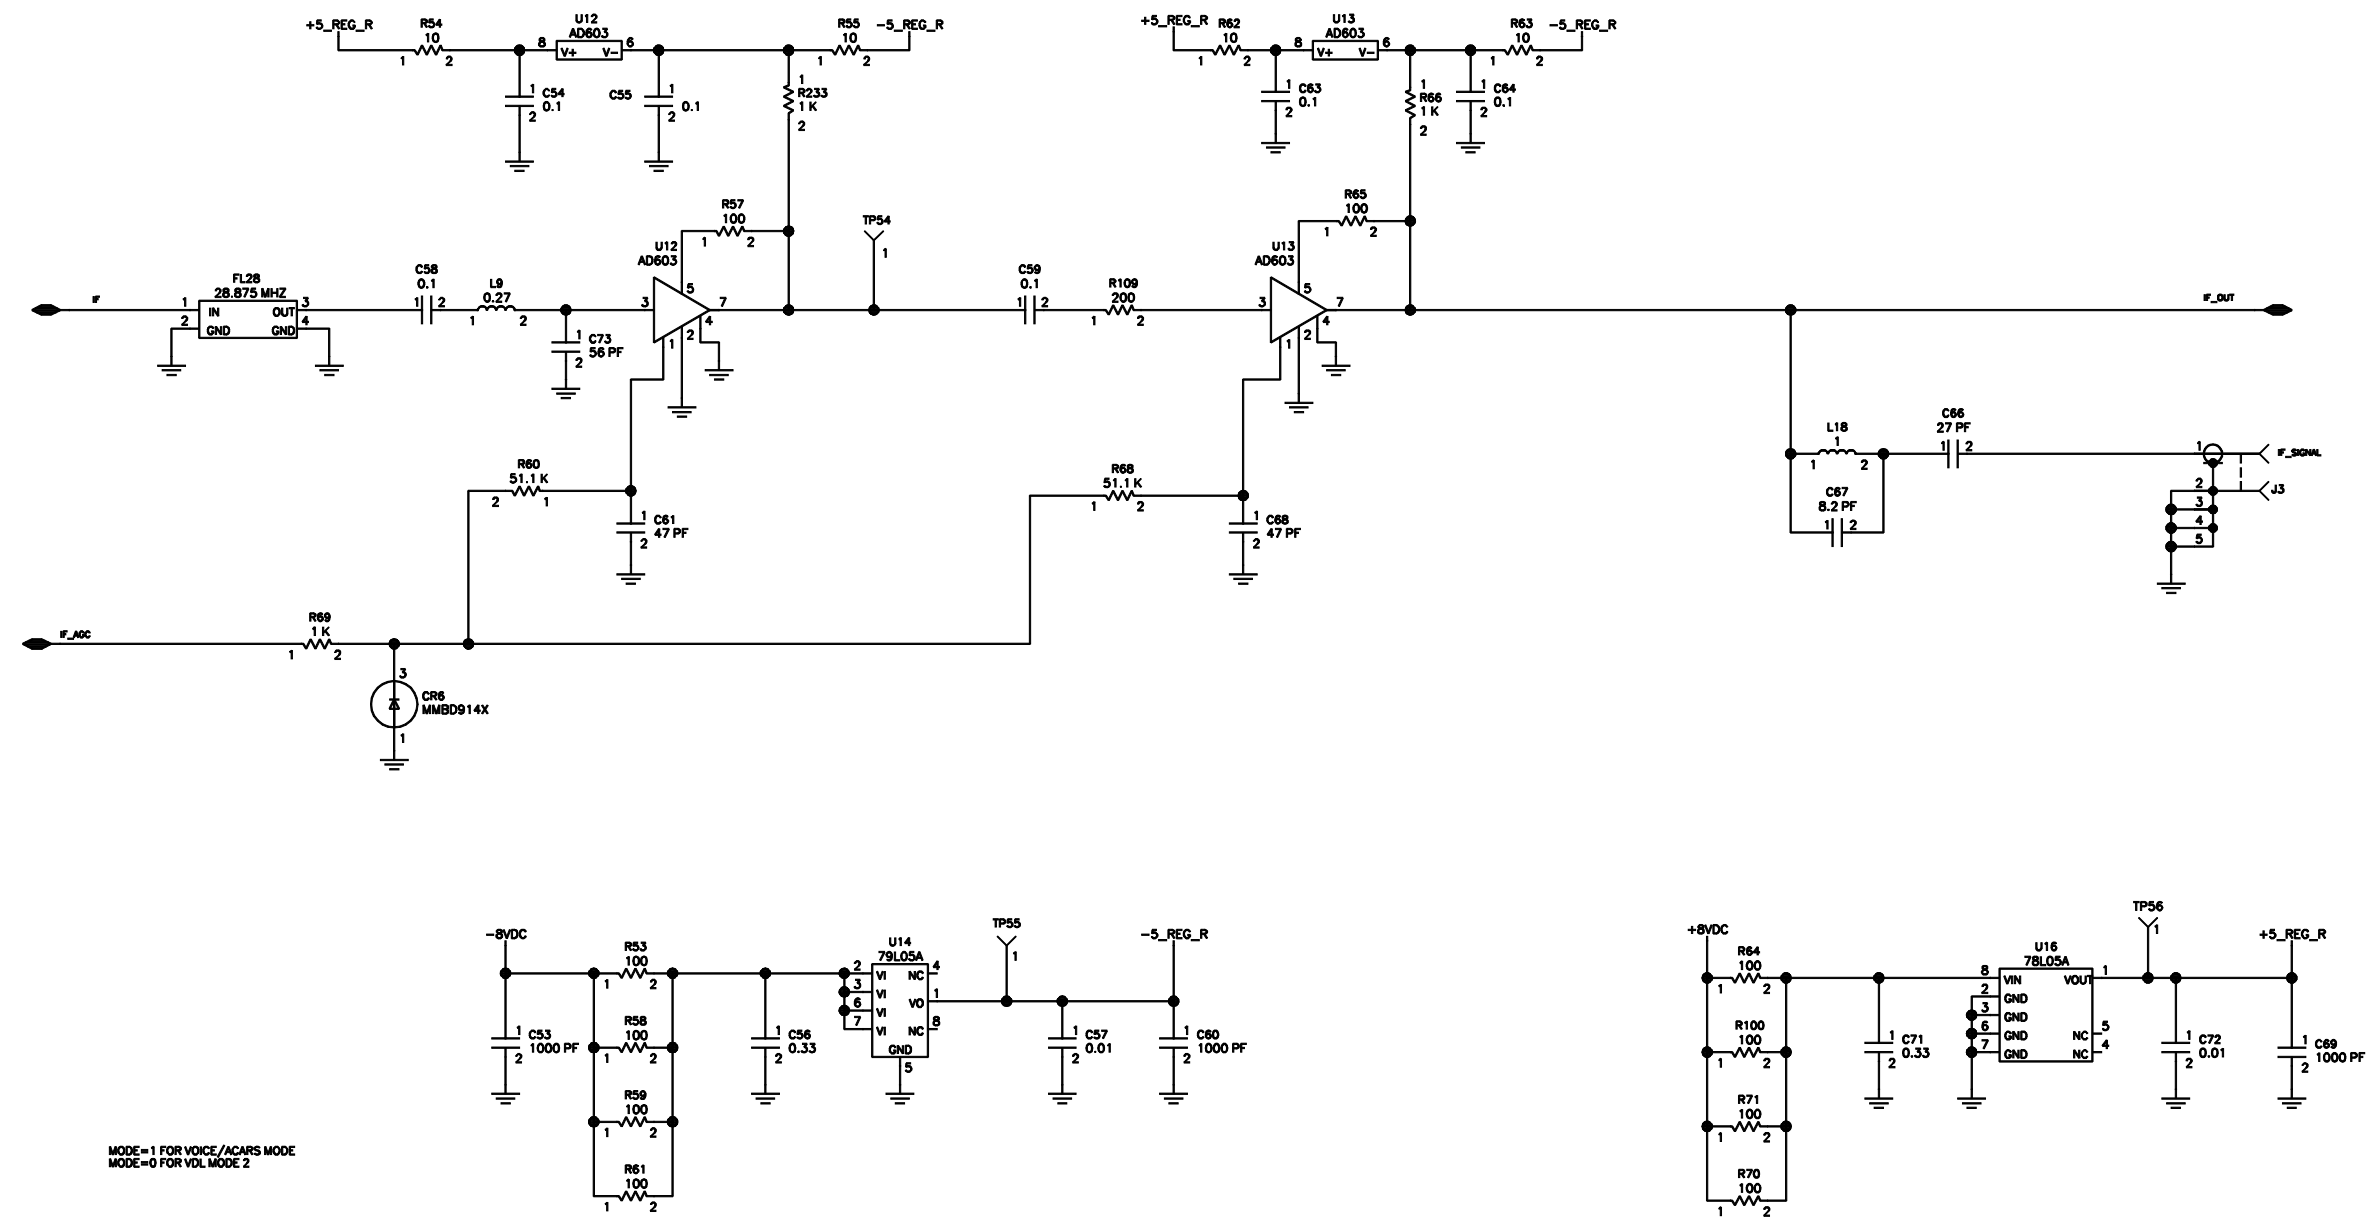 +5_REG_R
R54
10
1
2
U12
AD603
8
V+
V-
6
R55
10
1
2
-5_REG_R
1
C54
0.1
2
C55
1
0.1
2
1
R233
1 K
2
+5_REG_R
R62
10
1
2
U13
AD603
8
V+
V-
6
R63
10
1
2
-5_REG_R
1
C63
0.1
2
1
R66
1 K
2
1
C64
0.1
2
IF
FL28
28.875 MHZ
1
IN
OUT
3
2
GND
GND
4
C58
0.1
1
2
L9
0.27
1
2
1
C73
56 PF
2
U12
AD603
3
5
7
4
2
1
R57
100
1
2
TP54
1
C59
0.1
1
2
R109
200
1
2
U13
AD603
3
5
7
4
2
1
R65
100
1
2
IF_OUT
R60
51.1 K
2
1
1
C61
47 PF
2
R68
51.1 K
1
2
1
C68
47 PF
2
L18
1
1
2
C67
8.2 PF
1
2
C66
27 PF
1
2
1
IF_SIGNAL
2
J3
3
4
5
IF_AGC
R69
1 K
1
2
3
CR6
MMBD914X
1
-8VDC
1
C53
1000 PF
2
R53
100
1
2
R58
100
1
2
R59
100
1
2
R61
100
1
2
1
C56
0.33
2
U14
79L05A
2
VI
NC
4
3
VI
VO
1
6
VI
7
VI
NC
8
GND
5
TP55
1
1
C57
0.01
2
-5_REG_R
1
C60
1000 PF
2
+8VDC
R64
100
1
2
R100
100
1
2
R71
100
1
2
R70
100
1
2
1
C71
0.33
2
U16
78L05A
8
VIN
VOUT
1
2
GND
3
GND
6
GND
NC
5
7
GND
NC
4
TP56
1
1
C72
0.01
2
+5_REG_R
1
C69
1000 PF
2
MODE=1 FOR VOICE/ACARS MODE
MODE=0 FOR VDL MODE 2